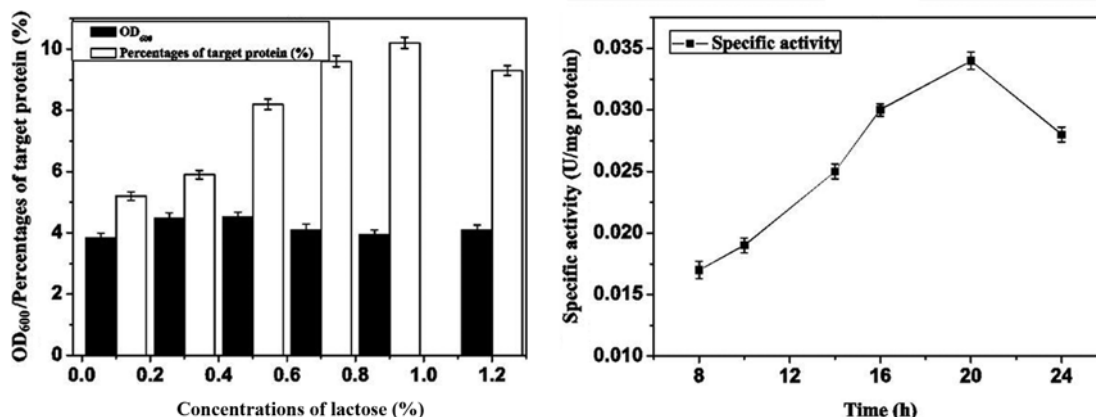 OD600
Percentages of target protein (%)
OD600/Percentages of target protein (%)
10
8
6
4
2
0
0.0 0.2 0.4 0.6 0.8 1.0 1.2
Concentrations of lactose (%)
Specific activity
Specific activity (U/mg protein)
0.035
0.030
0.025
0.020
0.015
0.010
8 12 16 20 24
Time (h)